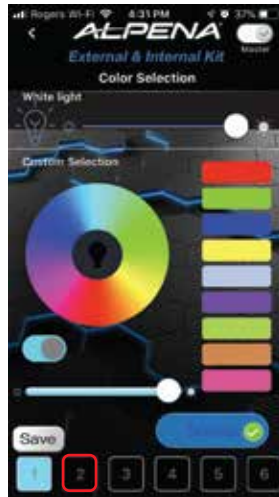 Rogers Wi-Fi 4:31 PM 37%
ALPENA
Master
External & Internal Kit
Color Selection
White light
Custom Selection
Save
1 2 3 4 5 6